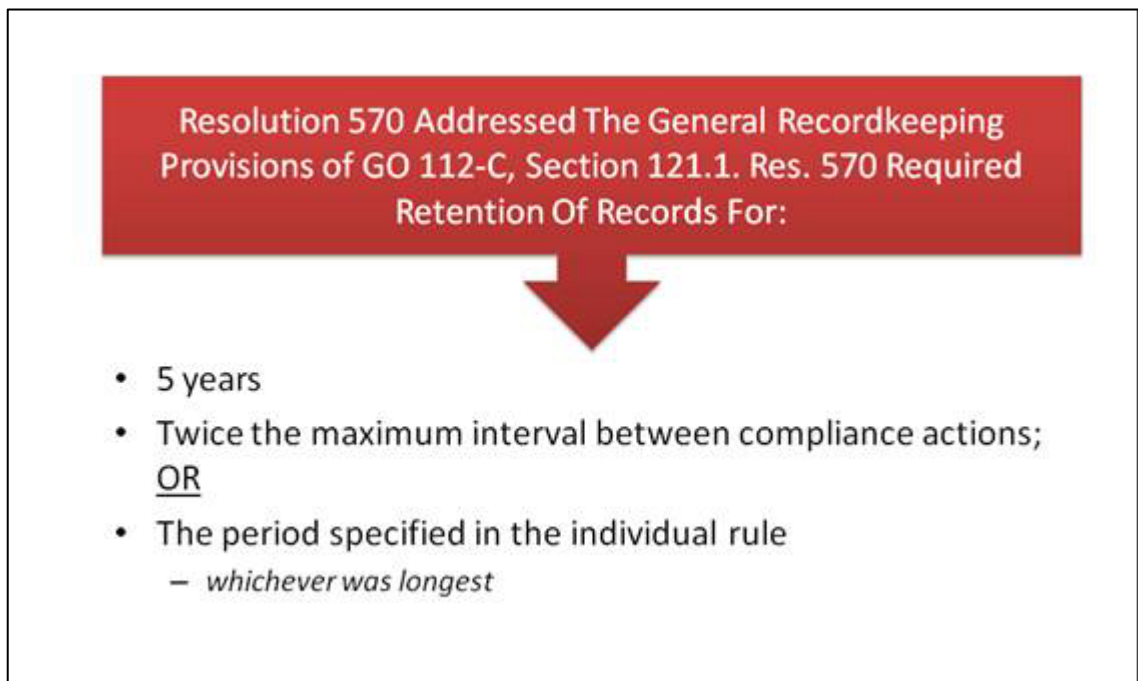 Resolution 570 Addressed The General Recordkeeping
Provisions of GO 112-C, Section 121.1. Res. 570 Required
Retention Of Records For:
• 5 years
• Twice the maximum interval between compliance actions;
OR
• The period specified in the individual rule
– whichever was longest